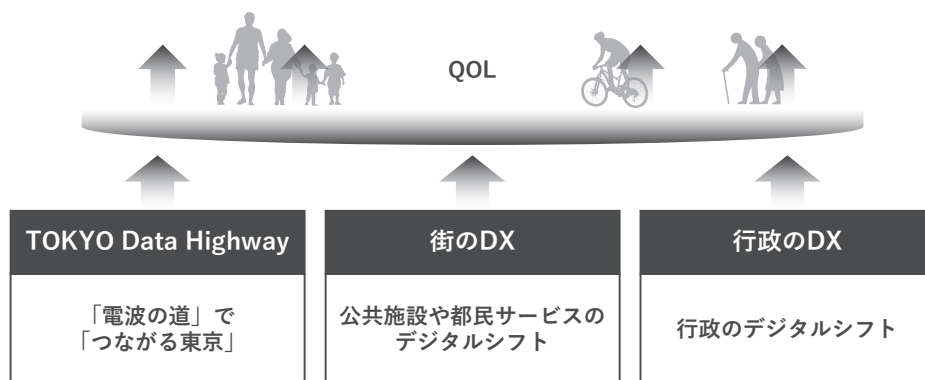 QOL
TOKYO Data Highway
「電波の道」で
「つながる東京」
街のDX
公共施設や都民サービスの
デジタルシフト
行政のDX
行政のデジタルシフト